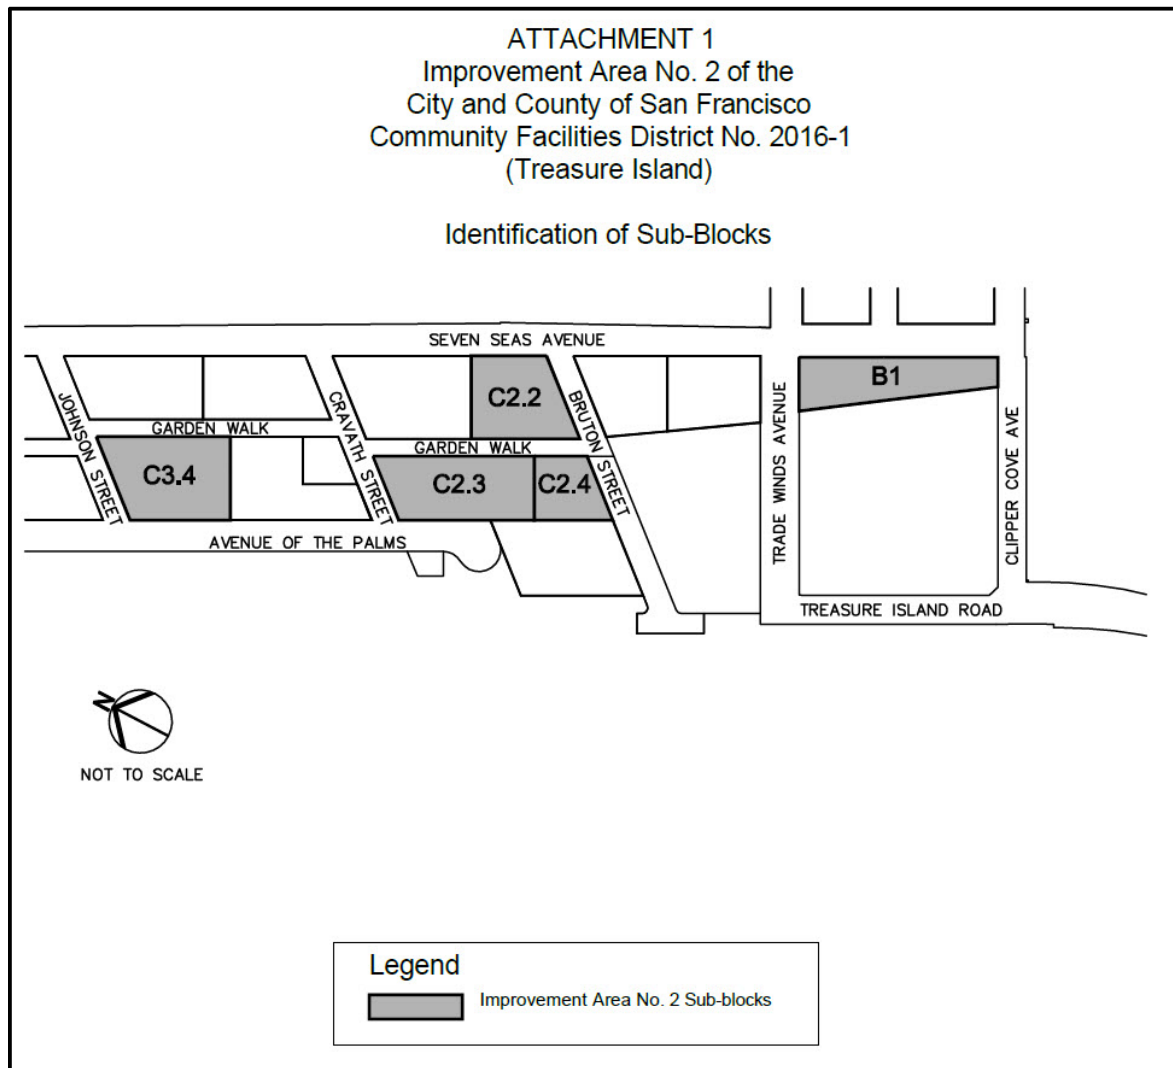 ATTACHMENT 1
Improvement Area No. 2 of the
City and County of San Francisco
Community Facilities District No. 2016-1
(Treasure Island)
Identification of Sub-Blocks
SEVEN SEAS AVENUE
B1
C2.2
JOHNSON STREET
CRAVATH STREET
BRUTON STREET
TRADE WINDS AVENUE
CLIPPER COVE AVE
GARDEN WALK
GARDEN WALK
C3.4
C2.3
C2.4
AVENUE OF THE PALMS
TREASURE ISLAND ROAD
N
NOT TO SCALE
Legend
Improvement Area No. 2 Sub-blocks